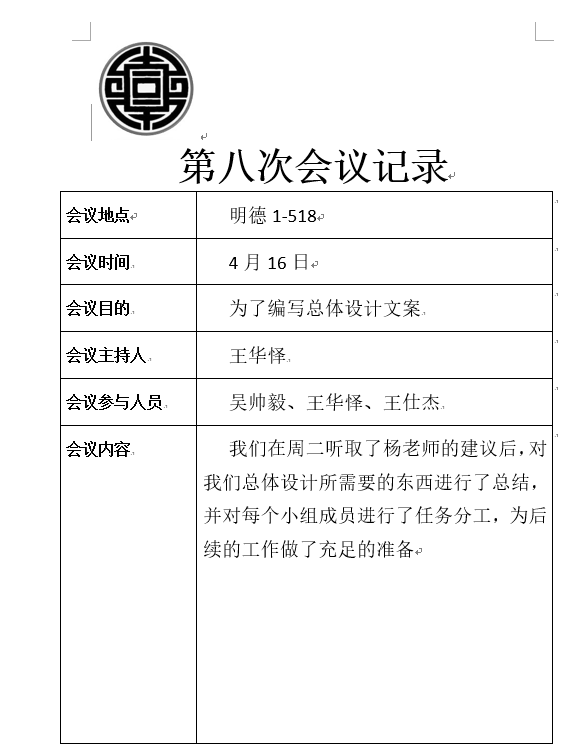 第八次会议记录
会议地点 明德 1-518
会议时间 4 月 16 日
会议目的 为了编写总体设计文案
会议主持人 王华怿
会议参与人员 吴帅毅、王华怿、王仕杰
会议内容 我们在周二听取了杨老师的建议后，对
我们总体设计所需要的东西进行了总结，
并对每个小组成员进行了任务分工，为后
续的工作做了充足的准备